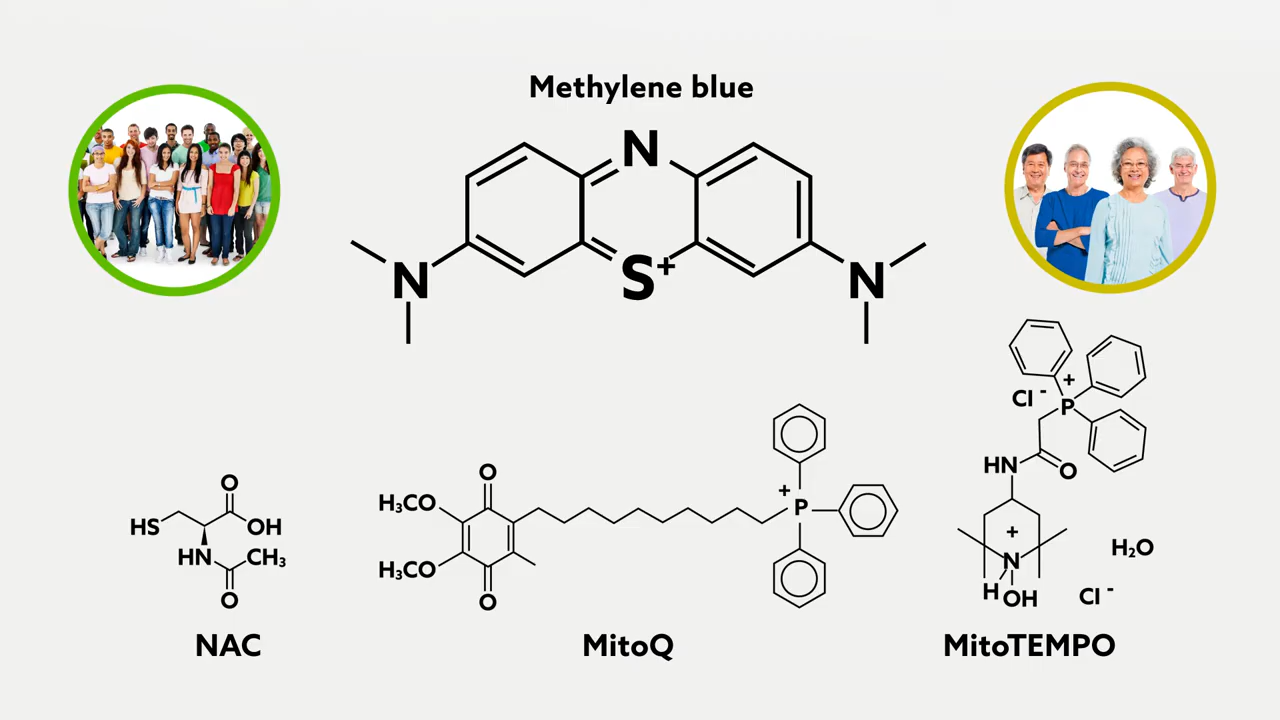 Methylene blue
N
S+
N
N
Cl -
+
P
HN
O
+
N
H
OH
H₂O
Cl -
O
HS
OH
HN
CH₃
O
O
H₃CO
H₃CO
O
+
P
NAC
MitoQ
MitoTEMPO